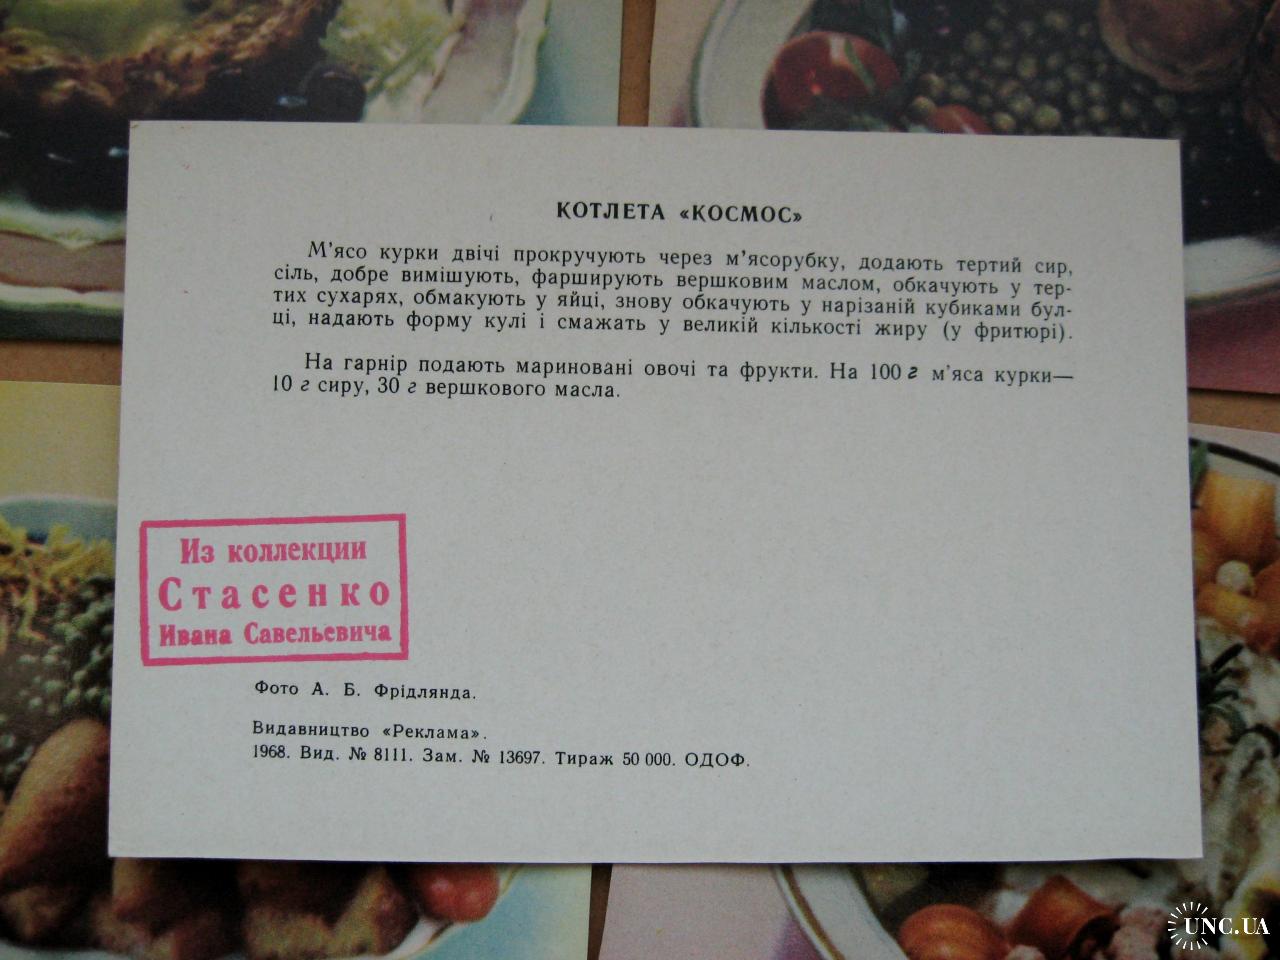 КОТЛЕТА «КОСМОС»
М'ясо курки двічі прокручують через м'ясорубку, додають тертий сир,
сіль, добре вимішують, фарширують вершковим маслом, обкачують у тер-
тих сухарях, обмакують у яйці, знову обкачують у нарізаній кубиками бул-
ці, надають форму кулі і смажать у великій кількості жиру (у фритюрі).
На гарнір подають мариновані овочі та фрукти. На 100 г м'яса курки—
10 г сиру, 30 г вершкового масла.
Из коллекции
Стасенко
Ивана Савельевича
Фото А. Б. Фрідлянда.
Видавництво «Реклама».
1968. Вид. № 8111. Зам. № 13697. Тираж 50 000. ОДОФ.
UNC.UA